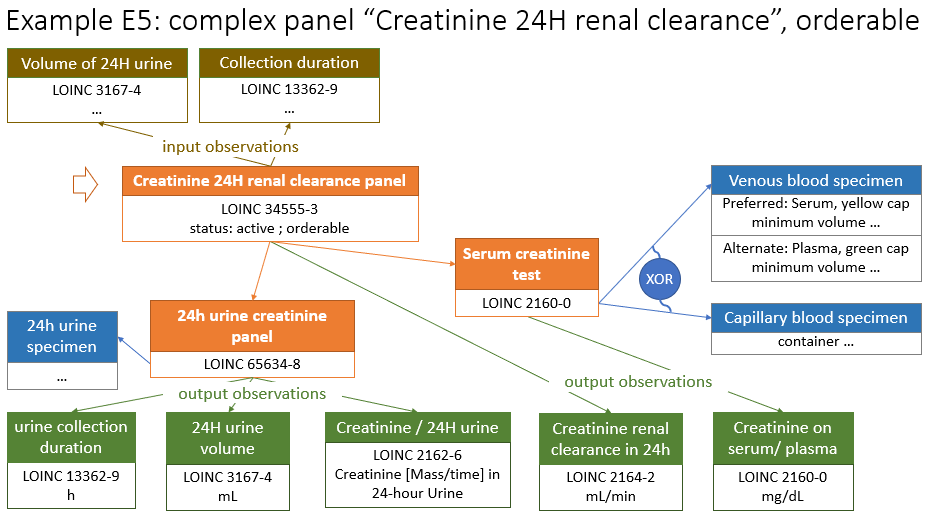 Example E5: complex panel “Creatinine 24H renal clearance”, orderable
Volume of 24H urine
LOINC 3167-4
...
Collection duration
LOINC 13362-9
...
input observations
Creatinine 24H renal clearance panel
LOINC 34555-3
status: active ; orderable
Venous blood specimen
Preferred: Serum, yellow cap
minimum volume ...
Alternate: Plasma, green cap
minimum volume ...
Serum creatinine
test
LOINC 2160-0
XOR
Capillary blood specimen
container ...
24h urine creatinine
panel
LOINC 65634-8
24h urine
specimen
...
output observations
output observations
urine collection
duration
LOINC 13362-9
h
24H urine
volume
LOINC 3167-4
mL
Creatinine / 24H urine
LOINC 2162-6
Creatinine [Mass/time] in
24-hour Urine
Creatinine renal
clearance in 24h
LOINC 2164-2
mL/min
Creatinine on
serum/ plasma
LOINC 2160-0
mg/dL